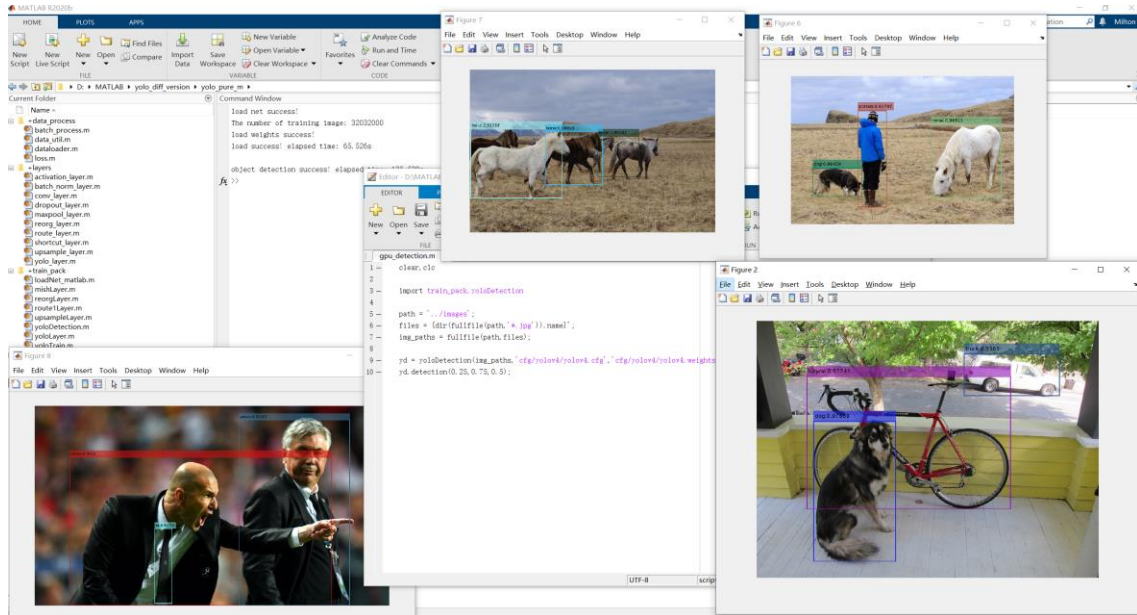 MATLAB R2020b
HOME PLOTS APPS
New Script
New Live Script
New
Open
Find Files
Compare
Import Data
Save Workspace
New Variable
Open Variable
Clear Workspace
Favorites
Analyze Code
Run and Time
Clear Commands
FILE VARIABLE CODE
Milton
D: MATLAB yolo_diff_version yolo_pure_m
Current Folder
Name
+data_process
batch_process.m
data_util.m
dataloader.m
loss.m
+layers
activation_layer.m
batch_norm_layer.m
conv_layer.m
dropout_layer.m
maxpool_layer.m
reorg_layer.m
route_layer.m
shortcut_layer.m
upsample_layer.m
yolo_layer.m
+train_pack
loadNet_matlab.m
mishLayer.m
reorgLayer.m
route1Layer.m
upsampleLayer.m
yoloDetection.m
yoloLayer.m
yoloTrain.m
Command Window
load net success!
The number of training image: 32032000
load weights success!
load success! elapsed time: 65.526s
object detection success!
fx >>
Editor - D:\MATLAB
EDITOR
New Open Save
FILE
gpu_detection.m
1 - clear,clc
2
3 - import train_pack.yoloDetection
4
5 - path = '../images';
6 - files = {dir(fullfile(path,'*.jpg')).name}';
7 - img_paths = fullfile(path,files);
8
9 - yd = yoloDetection(img_paths,'cfg/yolov4/yolov4.cfg','cfg/yolov4/yolov4.weights
10 - yd.detection(0.25,0.75,0.5);
UTF-8 script
Figure 7
File Edit View Insert Tools Desktop Window Help
Figure 6
File Edit View Insert Tools Desktop Window Help
Figure 2
File Edit View Insert Tools Desktop Window Help
Figure 8
File Edit View Insert Tools Desktop Window Help